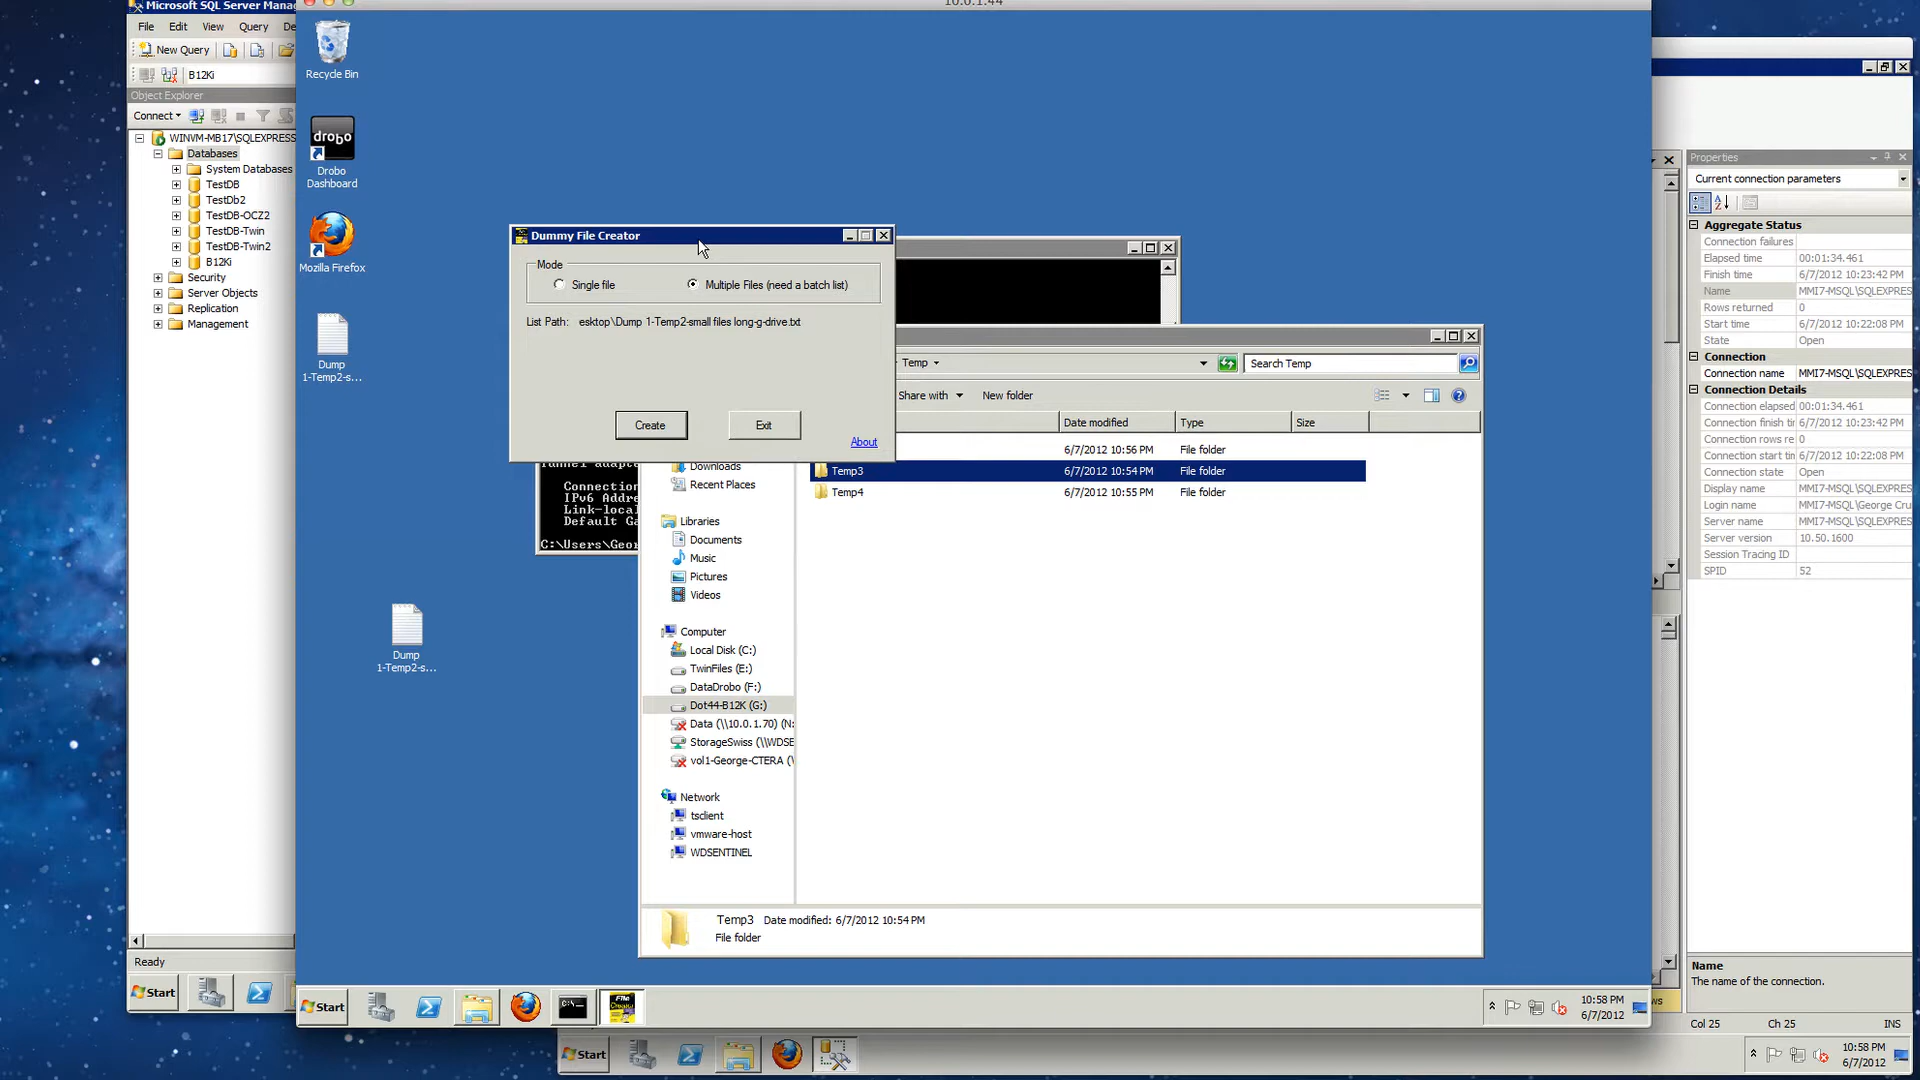 Microsoft SQL Server Manag
File Edit View Query De
New Query
B12Ki
Object Explorer
Connect
WINVM-MB17\SQLEXPRESS
Databases
System Databases
TestDB
TestDb2
TestDB-OCZ2
TestDB-Twin
TestDB-Twin2
B12Ki
Security
Server Objects
Replication
Management
Ready
Start
10.0.1.44
Recycle Bin
drobo
Drobo
Dashboard
Mozilla Firefox
Dump
1-Temp2-s...
Dump
1-Temp2-s...
Dummy File Creator
Mode
Single file
Multiple Files (need a batch list)
List Path: esktop\Dump 1-Temp2-small files long-g-drive.txt
Create
Exit
About
Tunnel adapte
Connection
IPv6 Addre
Link-local
Default Ga
C:\Users\Geor
Temp
Search Temp
Share with
New folder
Date modified
Type
Size
6/7/2012 10:56 PM File folder
Temp3 6/7/2012 10:54 PM File folder
Temp4 6/7/2012 10:55 PM File folder
Downloads
Recent Places
Libraries
Documents
Music
Pictures
Videos
Computer
Local Disk (C:)
TwinFiles (E:)
DataDrobo (F:)
Dot44-B12K (G:)
Data (\\10.0.1.70) (N:
StorageSwiss (\\WDSE
vol1-George-CTERA (\
Network
tsclient
vmware-host
WDSENTINEL
Temp3 Date modified: 6/7/2012 10:54 PM
File folder
Start
C:\
File
Creator
10:58 PM
6/7/2012
Properties
Current connection parameters
Aggregate Status
Connection failures
Elapsed time 00:01:34.461
Finish time 6/7/2012 10:23:42 PM
Name MMI7-MSQL\SQLEXPRES
Rows returned 0
Start time 6/7/2012 10:22:08 PM
State Open
Connection
Connection name MMI7-MSQL\SQLEXPRES
Connection Details
Connection elapsed 00:01:34.461
Connection finish tir 6/7/2012 10:23:42 PM
Connection rows re 0
Connection start tin 6/7/2012 10:22:08 PM
Connection state Open
Display name MMI7-MSQL\SQLEXPRES
Login name MMI7-MSQL\George Cru
Server name MMI7-MSQL\SQLEXPRES
Server version 10.50.1600
Session Tracing ID
SPID 52
Name
The name of the connection.
ws
Col 25 Ch 25 INS
Start
10:58 PM
6/7/2012